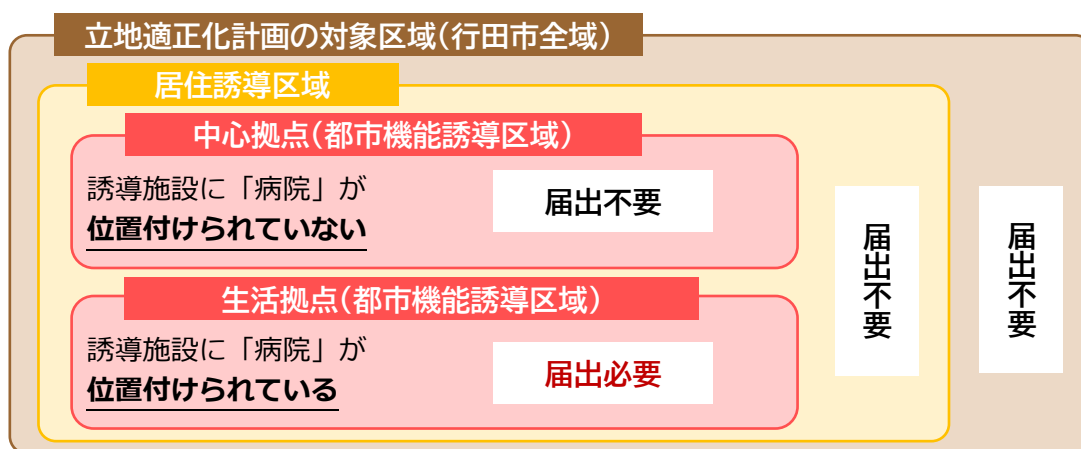 立地適正化計画の対象区域（行田市全域）
居住誘導区域
中心拠点（都市機能誘導区域）
誘導施設に「病院」が
位置付けられていない
届出不要
生活拠点（都市機能誘導区域）
誘導施設に「病院」が
位置付けられている
届出必要
届出不要
届出不要